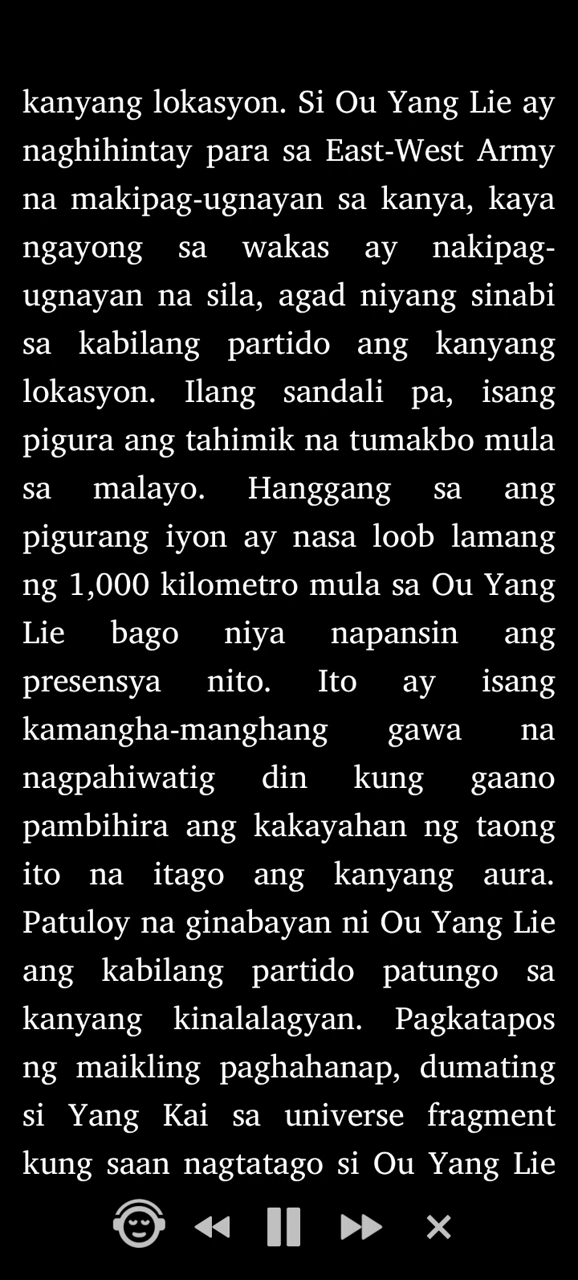 kanyang lokasyon. Si Ou Yang Lie ay
naghihintay para sa East-West Army
na makipag-ugnayan sa kanya, kaya
ngayong sa wakas ay nakipag-
ugnayan na sila, agad niyang sinabi
sa kabilang partido ang kanyang
lokasyon. Ilang sandali pa, isang
pigura ang tahimik na tumakbo mula
sa malayo. Hanggang sa ang
pigurang iyon ay nasa loob lamang
ng 1,000 kilometro mula sa Ou Yang
Lie bago niya napansin ang
presensya nito. Ito ay isang
kamangha-manghang gawa na
nagpahiwatig din kung gaano
pambihira ang kakayahan ng taong
ito na itago ang kanyang aura.
Patuloy na ginabayan ni Ou Yang Lie
ang kabilang partido patungo sa
kanyang kinalalagyan. Pagkatapos
ng maikling paghahanap, dumating
si Yang Kai sa universe fragment
kung saan nagtatago si Ou Yang Lie